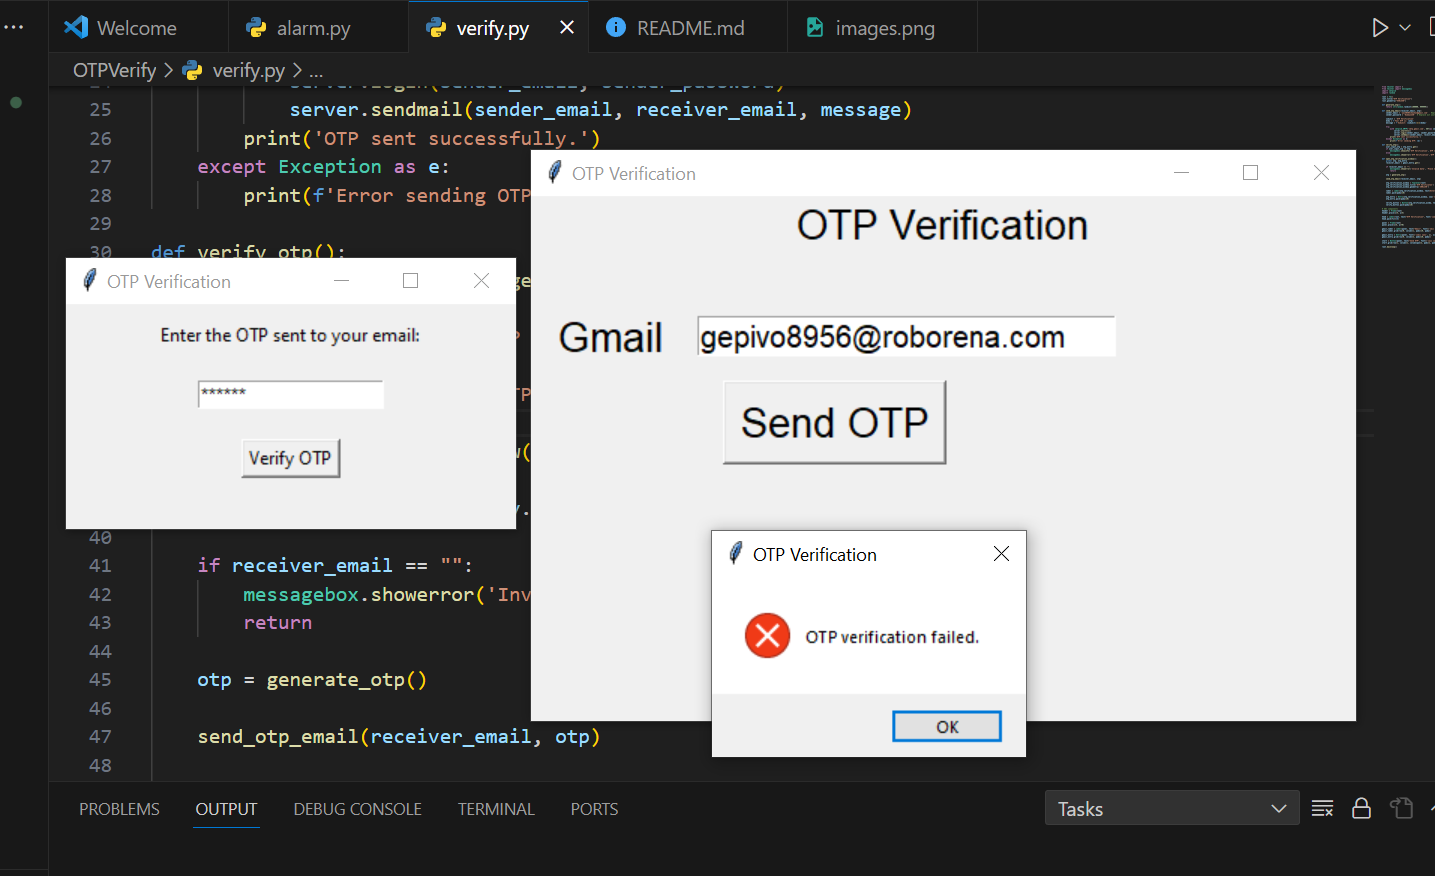 Welcome
alarm.py
verify.py
README.md
images.png
OTPVerify > verify.py > ...
25 server.sendmail(sender_email, receiver_email, message)
26 print('OTP sent successfully.')
27 except Exception as e:
28 print(f'Error sending OTP
29
30 def verify_otp():
OTP Verification
Enter the OTP sent to your email:
******
Verify OTP
OTP Verification
OTP Verification
Gmail gepivo8956@roborena.com
Send OTP
OTP Verification
OTP verification failed.
OK
40
41 if receiver_email == "":
42 messagebox.showerror('Inv
43 return
44
45 otp = generate_otp()
46
47 send_otp_email(receiver_email, otp)
48
PROBLEMS OUTPUT DEBUG CONSOLE TERMINAL PORTS
Tasks